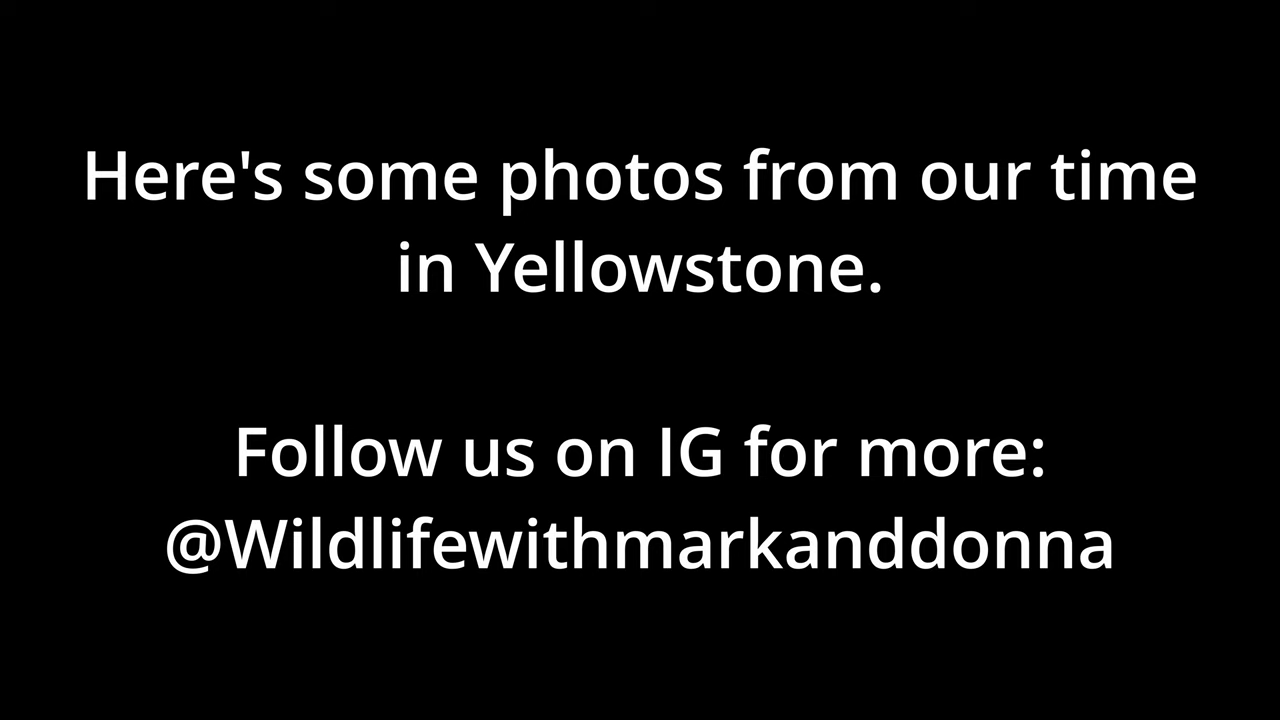 Here's some photos from our time
in Yellowstone.
Follow us on IG for more:
@Wildlifewithmarkanddonna